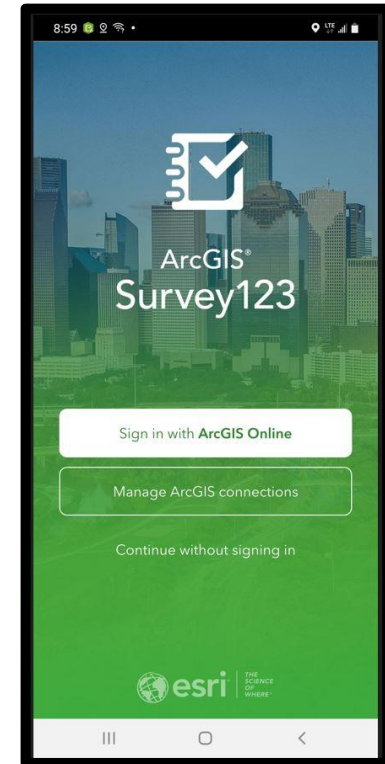 8:59
LTE
ArcGIS®
Survey123
Sign in with ArcGIS Online
Manage ArcGIS connections
Continue without signing in
esri
THE
SCIENCE
OF
WHERE®